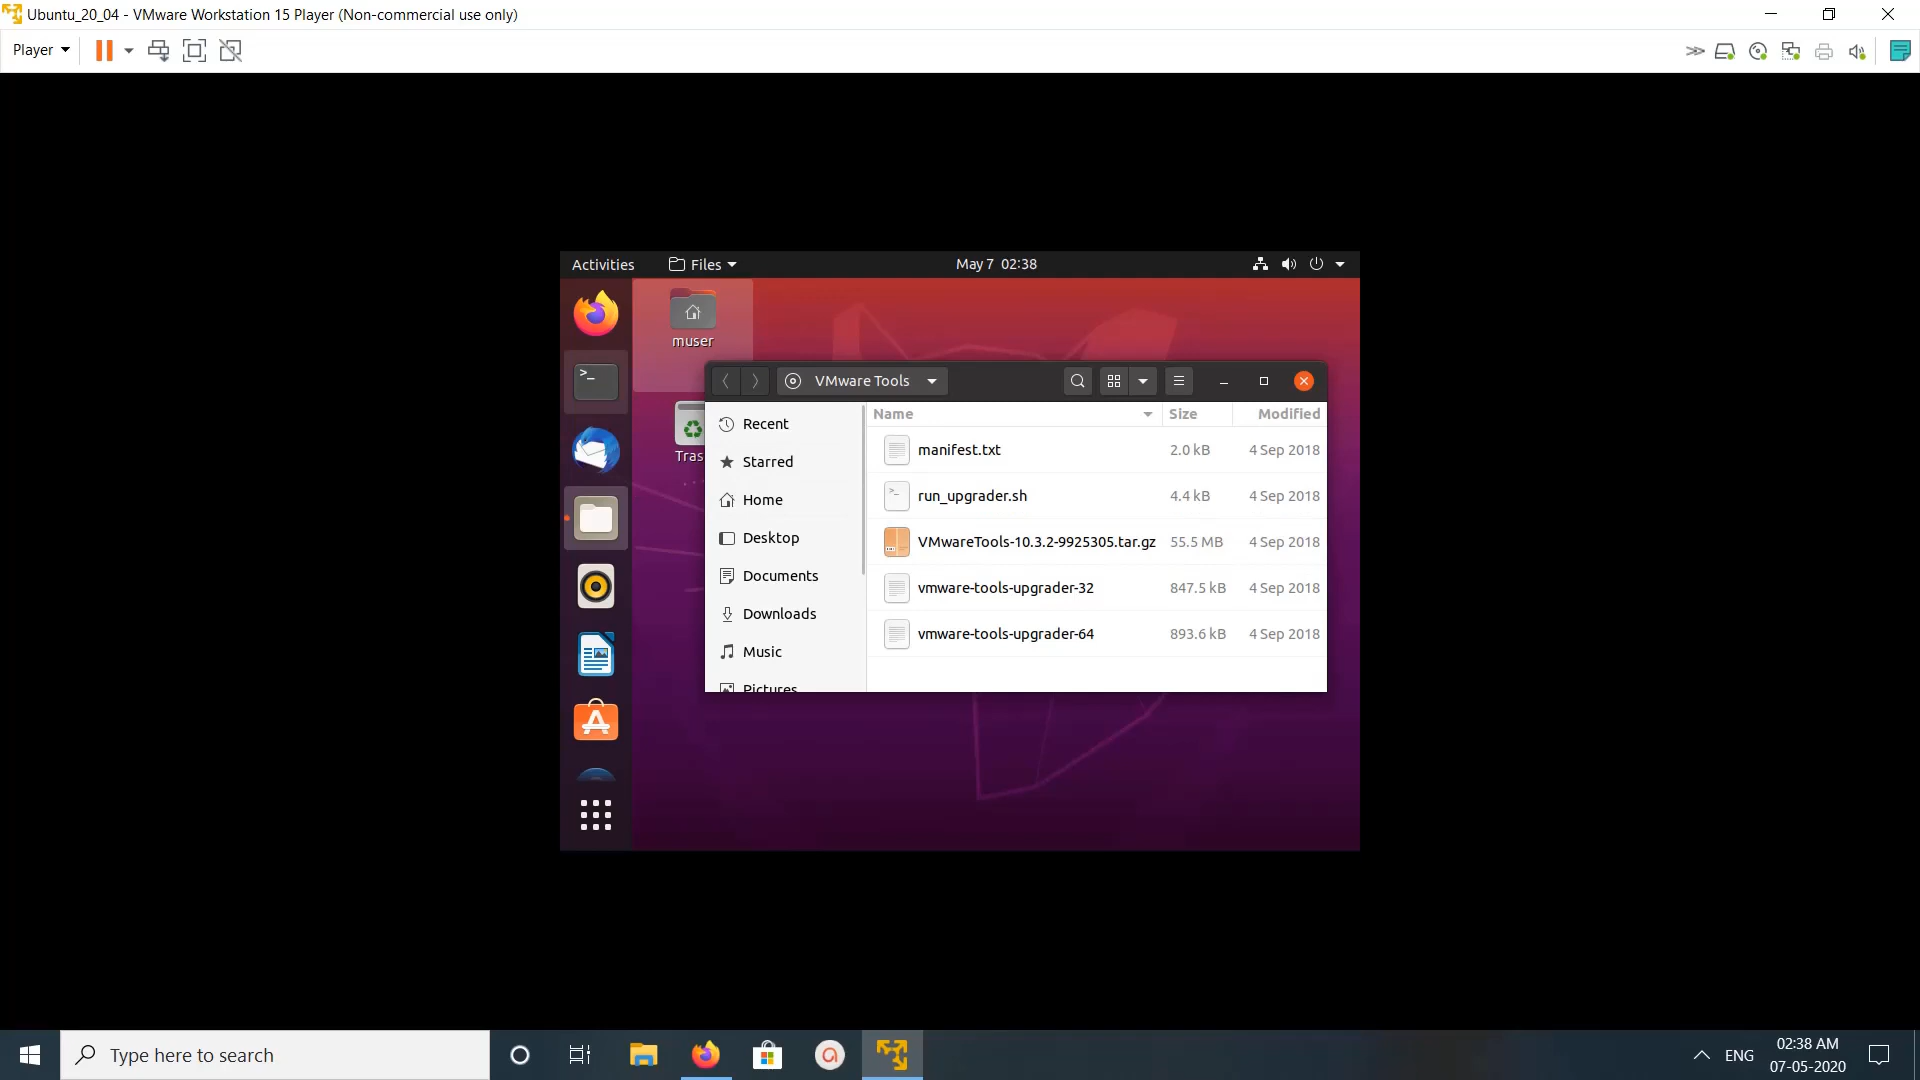 Ubuntu_20_04 - VMware Workstation 15 Player (Non-commercial use only)
Player
Activities
Files
May 7 02:38
muser
Tras
VMware Tools
Recent
Starred
Home
Desktop
Documents
Downloads
Music
Pictures
Name Size Modified
manifest.txt 2.0 kB 4 Sep 2018
run_upgrader.sh 4.4 kB 4 Sep 2018
VMwareTools-10.3.2-9925305.tar.gz 55.5 MB 4 Sep 2018
vmware-tools-upgrader-32 847.5 kB 4 Sep 2018
vmware-tools-upgrader-64 893.6 kB 4 Sep 2018
Type here to search
ENG
02:38 AM
07-05-2020